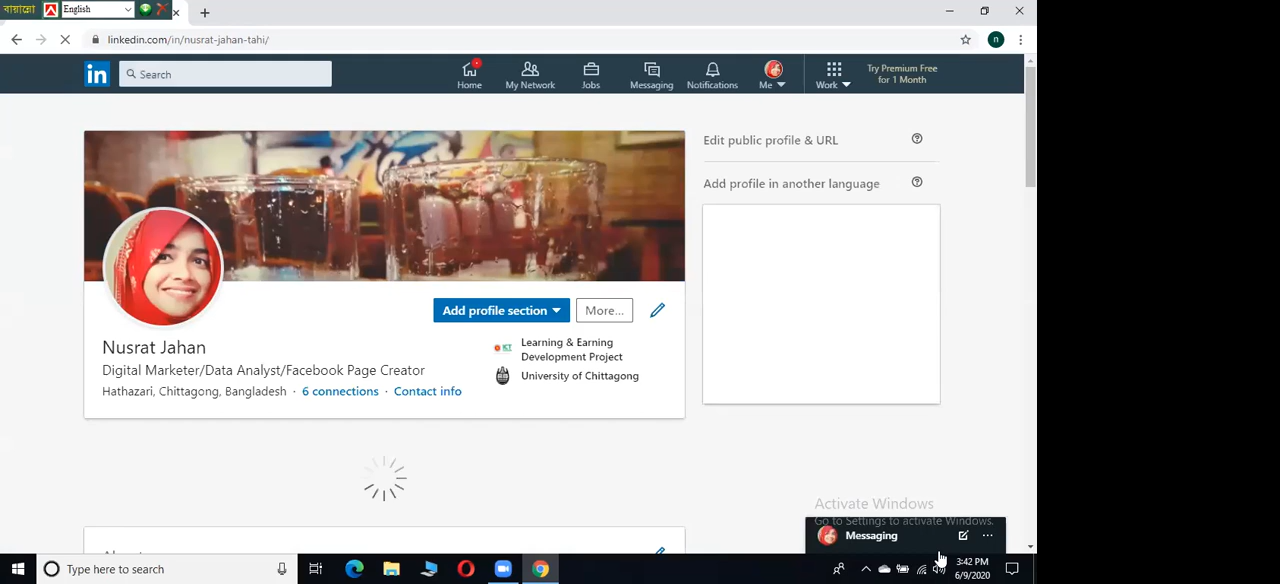 বায়ান্নো English
linkedin.com/in/nusrat-jahan-tahi/
n
in
Search
Home
My Network
Jobs
Messaging
Notifications
Me
Work
Try Premium Free
for 1 Month
Edit public profile & URL
Add profile in another language
Add profile section
More...
Nusrat Jahan
Digital Marketer/Data Analyst/Facebook Page Creator
Hathazari, Chittagong, Bangladesh · 6 connections · Contact info
ICT
Learning & Earning
Development Project
University of Chittagong
Activate Windows
Go to Settings to activate Windows.
Messaging
Type here to search
3:42 PM
6/9/2020